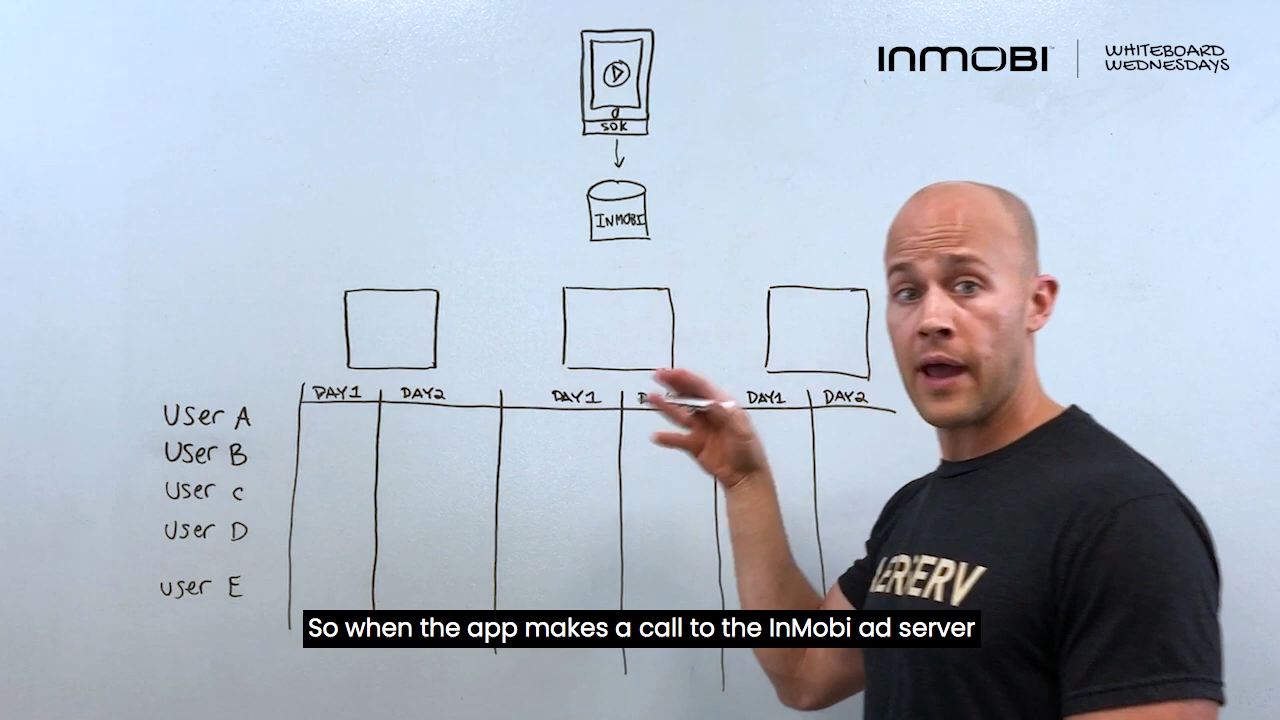 INMOBI
WHITEBOARD
WEDNESDAYS
SDK
INMOBI
DAY1 DAY2 DAY1 DAY1 DAY2
User A
User B
User C
User D
User E
AERSERV
So when the app makes a call to the InMobi ad server